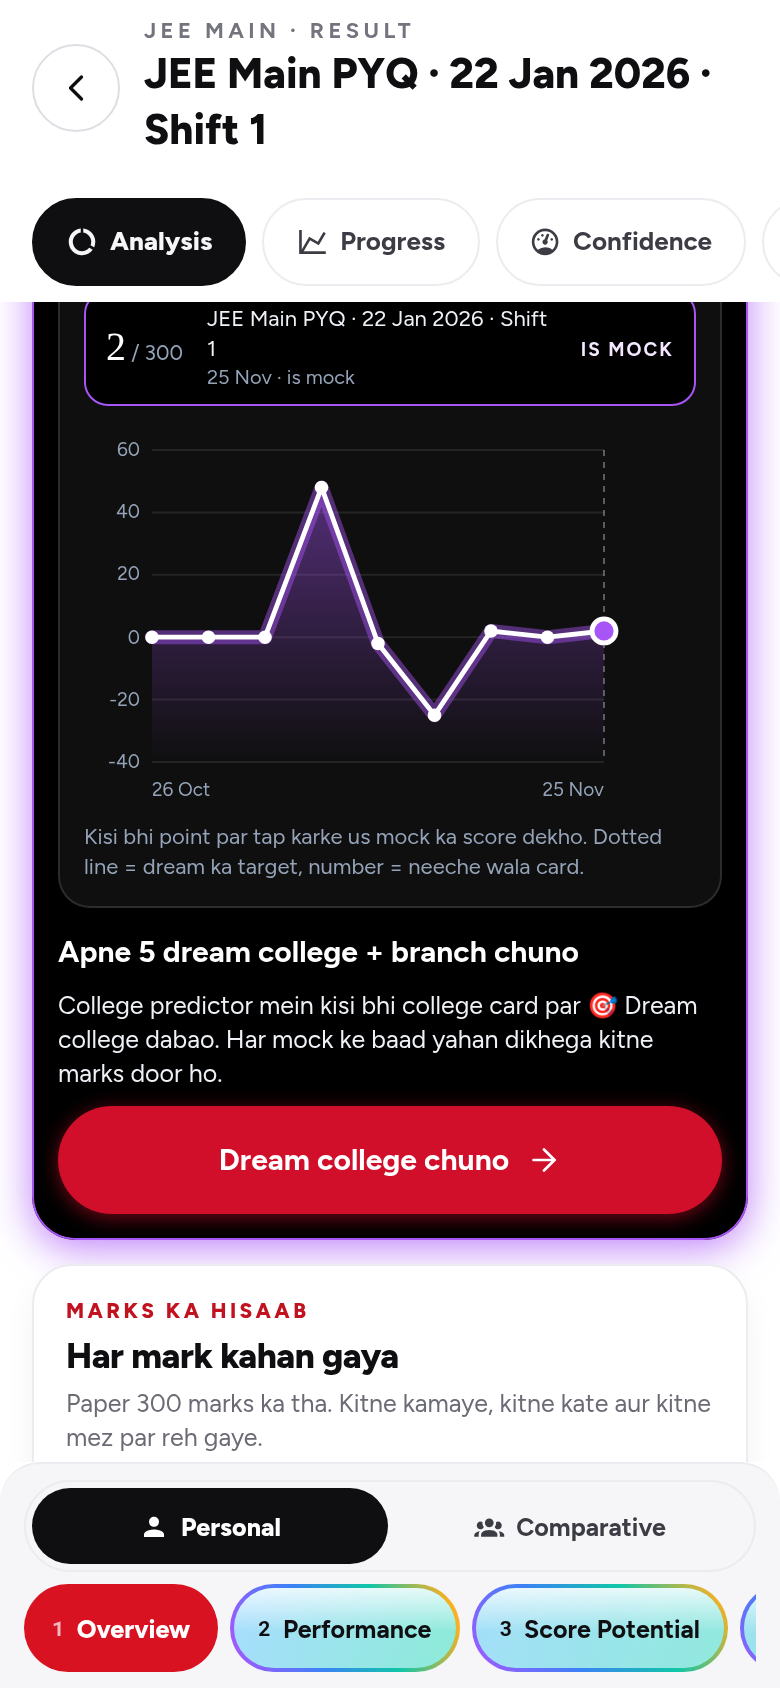 JEE MAIN · RESULT
JEE Main PYQ · 22 Jan 2026 ·
Shift 1
Analysis
Progress
Confidence
2 / 300
JEE Main PYQ · 22 Jan 2026 · Shift
1
25 Nov · is mock
IS MOCK
60
40
20
0
-20
-40
26 Oct
25 Nov
Kisi bhi point par tap karke us mock ka score dekho. Dotted
line = dream ka target, number = neeche wala card.
Apne 5 dream college + branch chuno
College predictor mein kisi bhi college card par 🎯 Dream
college dabao. Har mock ke baad yahan dikhega kitne
marks door ho.
Dream college chuno →
MARKS KA HISAAB
Har mark kahan gaya
Paper 300 marks ka tha. Kitne kamaye, kitne kate aur kitne
mez par reh gaye.
Personal
Comparative
1 Overview
2 Performance
3 Score Potential